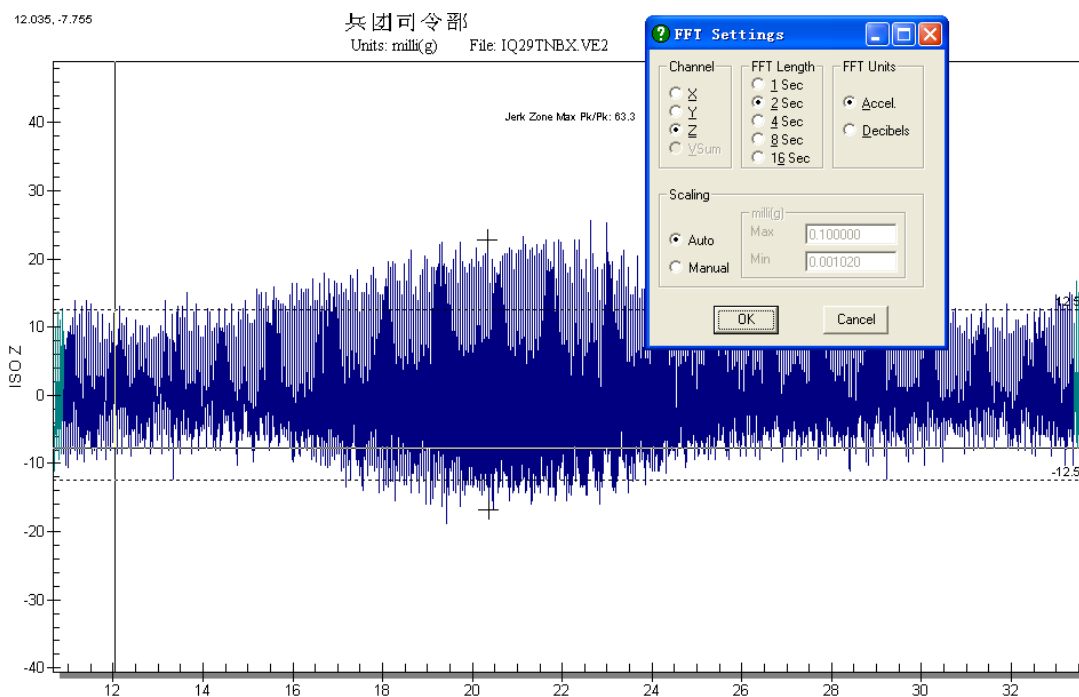 12.035, -7.755
兵团司令部
Units: milli(g) File: IQ29TNBX.VE2
Jerk Zone Max Pk/Pk: 63.3
FFT Settings
Channel
X
Y
Z
VSum
FFT Length
1 Sec
2 Sec
4 Sec
8 Sec
16 Sec
FFT Units
Accel.
Decibels
Scaling
Auto
Manual
milli(g)
Max 0.100000
Min 0.001020
OK Cancel
ISO Z
40
30
20
10
0
-10
-20
-30
-40
12.5
-12.5
12 14 16 18 20 22 24 26 28 30 32